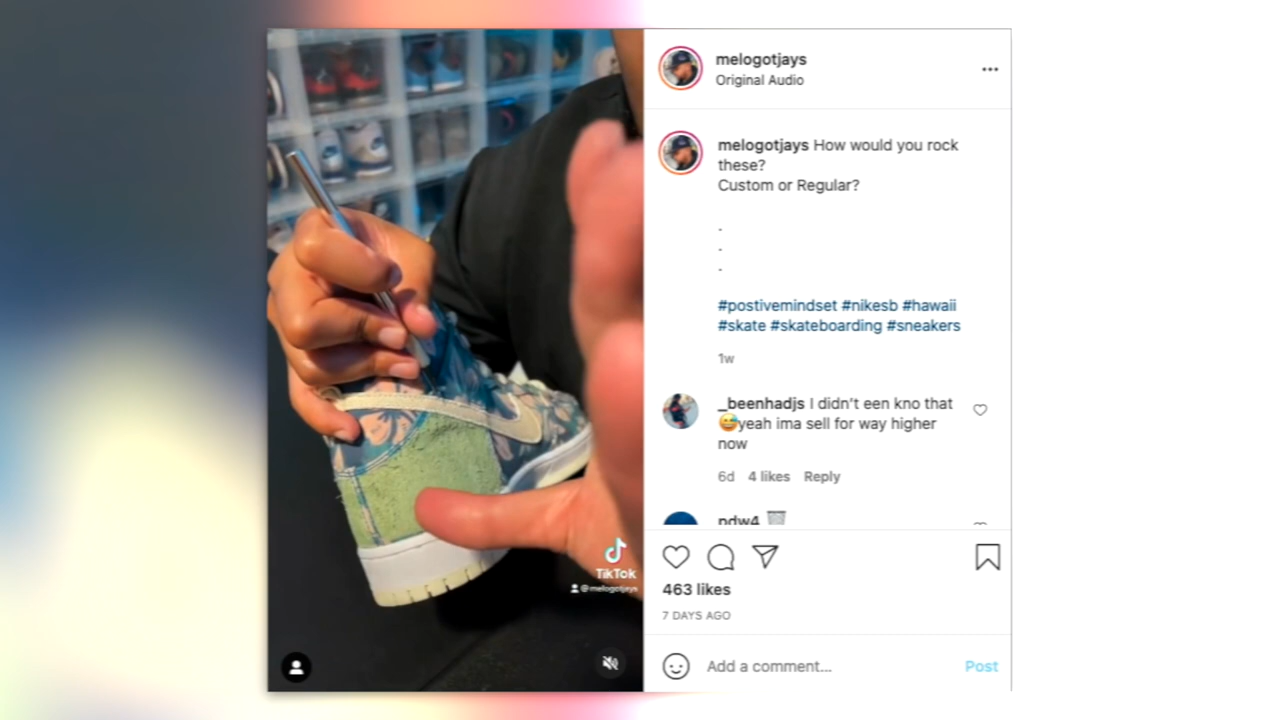 melogotjays
Original Audio
melogotjays How would you rock
these?
Custom or Regular?
.
.
.
#postivemindset #nikesb #hawaii
#skate #skateboarding #sneakers
1w
_beenhadjs I didn't een kno that
😅yeah ima sell for way higher
now
6d 4 likes Reply
pdw4 🗑️
463 likes
7 DAYS AGO
Add a comment... Post
TikTok
@melogotjays